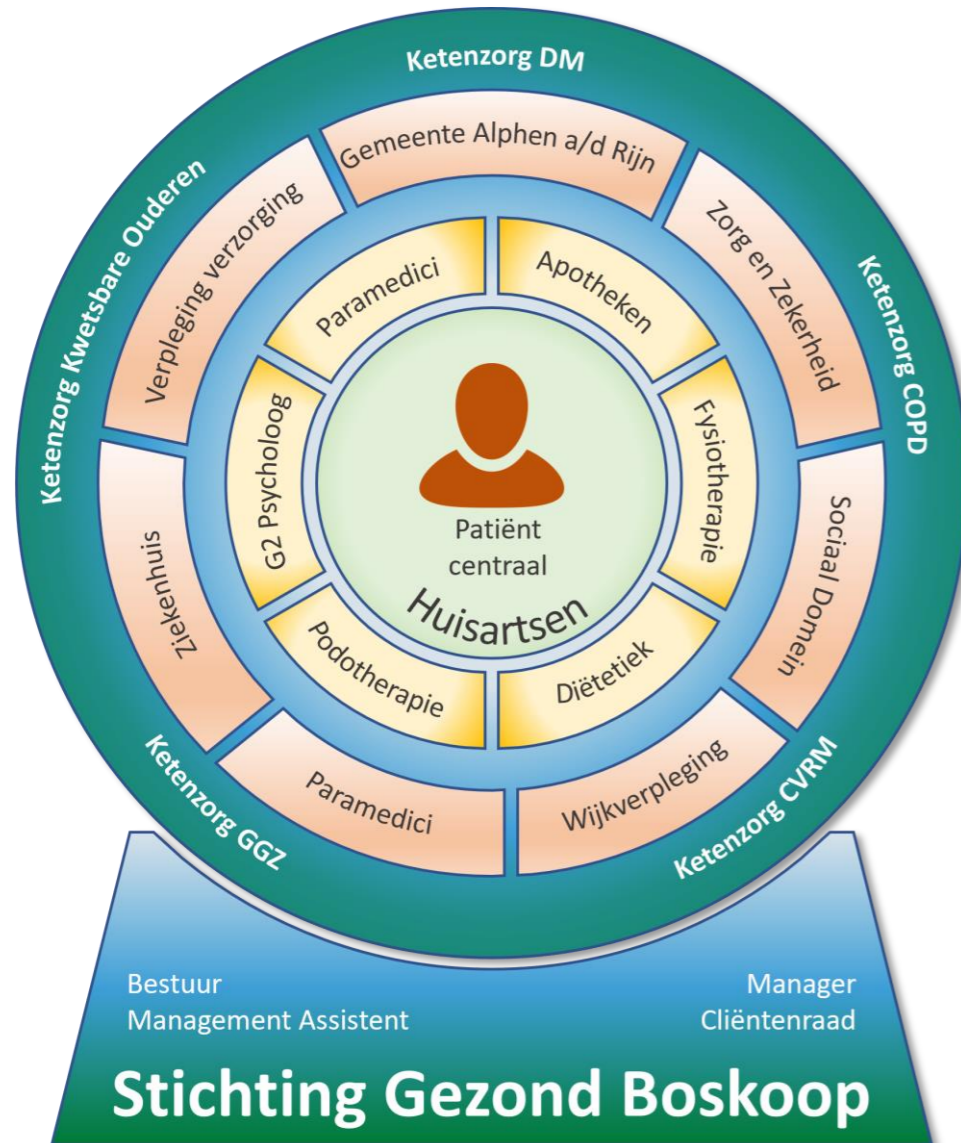 Ketenzorg DM
Ketenzorg COPD
Ketenzorg CVRM
Ketenzorg GGZ
Ketenzorg Kwetsbare Ouderen
Gemeente Alphen a/d Rijn
Zorg en Zekerheid
Sociaal Domein
Wijkverpleging
Paramedici
Ziekenhuis
Verpleging verzorging
Paramedici
Apotheken
Fysiotherapie
Diëtetiek
Podotherapie
G2 Psycholoog
Patiënt
centraal
Huisartsen
Bestuur
Management Assistent
Manager
Cliëntenraad
Stichting Gezond Boskoop